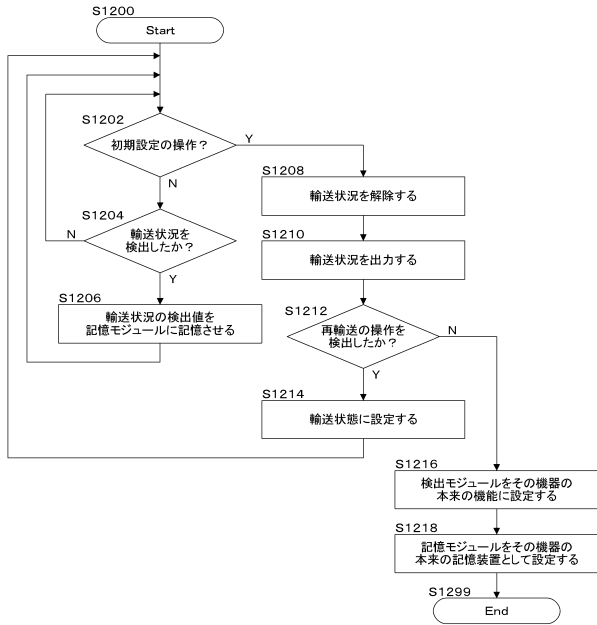 S1200
Start
S1202
初期設定の操作？
Y
N
S1204
輸送状況を
検出したか？
N
Y
S1206
輸送状況の検出値を
記憶モジュールに記憶させる
S1208
輸送状況を解除する
S1210
輸送状況を出力する
S1212
再輸送の操作を
検出したか？
N
Y
S1214
輸送状態に設定する
S1216
検出モジュールをその機器の
本来の機能に設定する
S1218
記憶モジュールをその機器の
本来の記憶装置として設定する
S1299
End